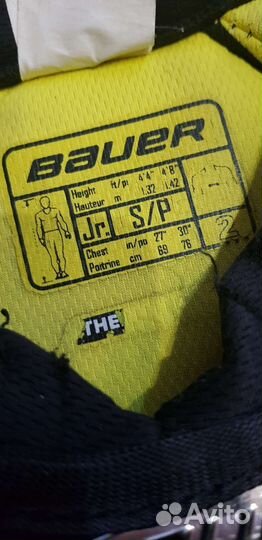 BAUER
Height ft/pi 4'4" 4'8"
Hauteur m 1.32 1.42
Jr. S/P
Chest in/po 27" 30"
Poitrine cm 69 76
THE
Avito